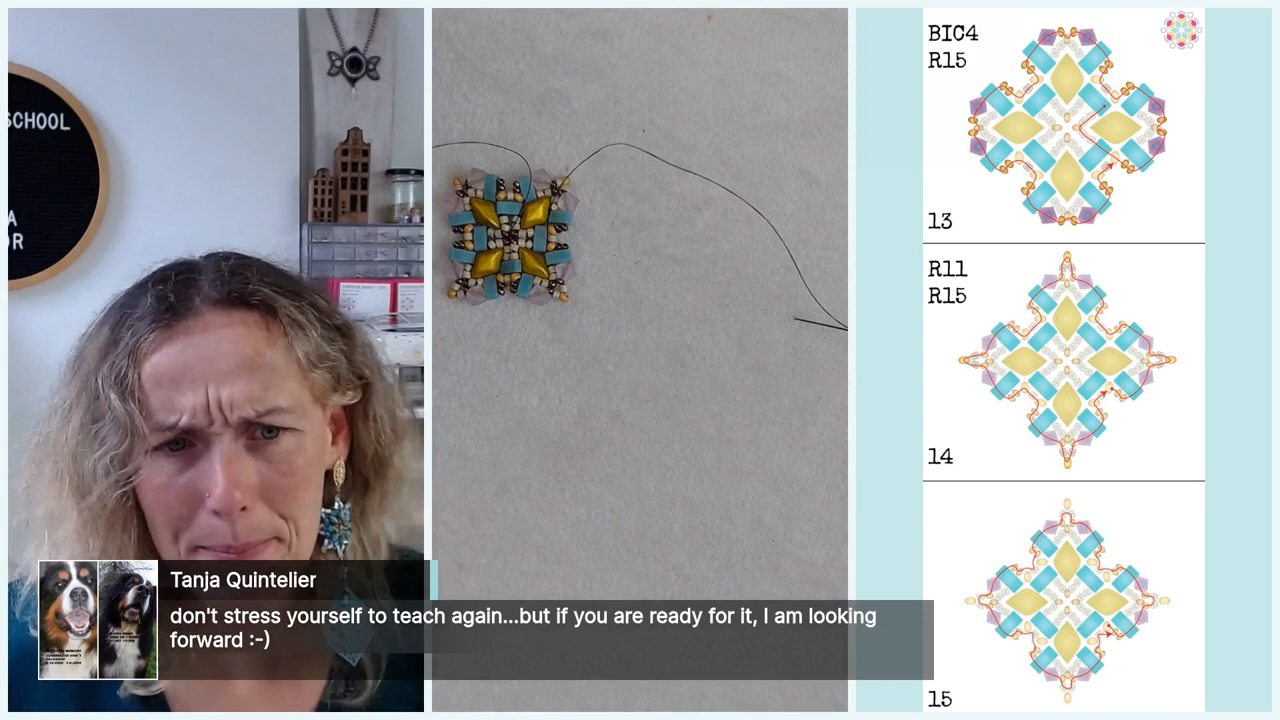 SCHOOL
A
OR
BIC4
R15
13
R11
R15
14
15
Tanja Quintelier
don't stress yourself to teach again...but if you are ready for it, I am looking
forward :-)